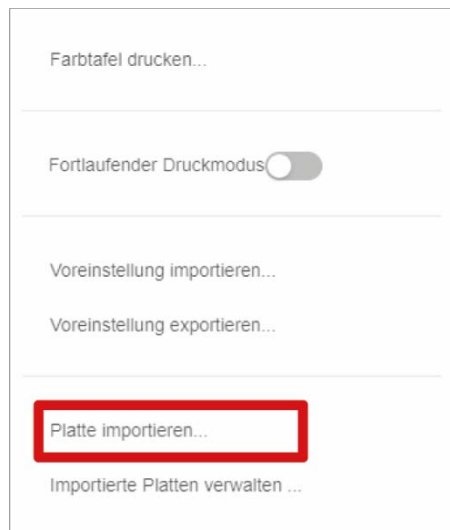 Farbtafel drucken...
Fortlaufender Druckmodus
Voreinstellung importieren...
Voreinstellung exportieren...
Platte importieren...
Importierte Platten verwalten ...